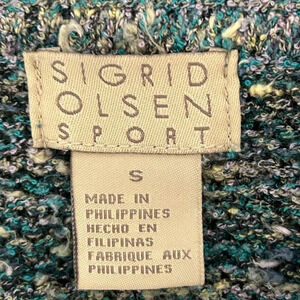 SIGRID
OLSEN
SPORT
S
MADE IN
PHILIPPINES
HECHO EN
FILIPINAS
FABRIQUE AUX
PHILIPPINES